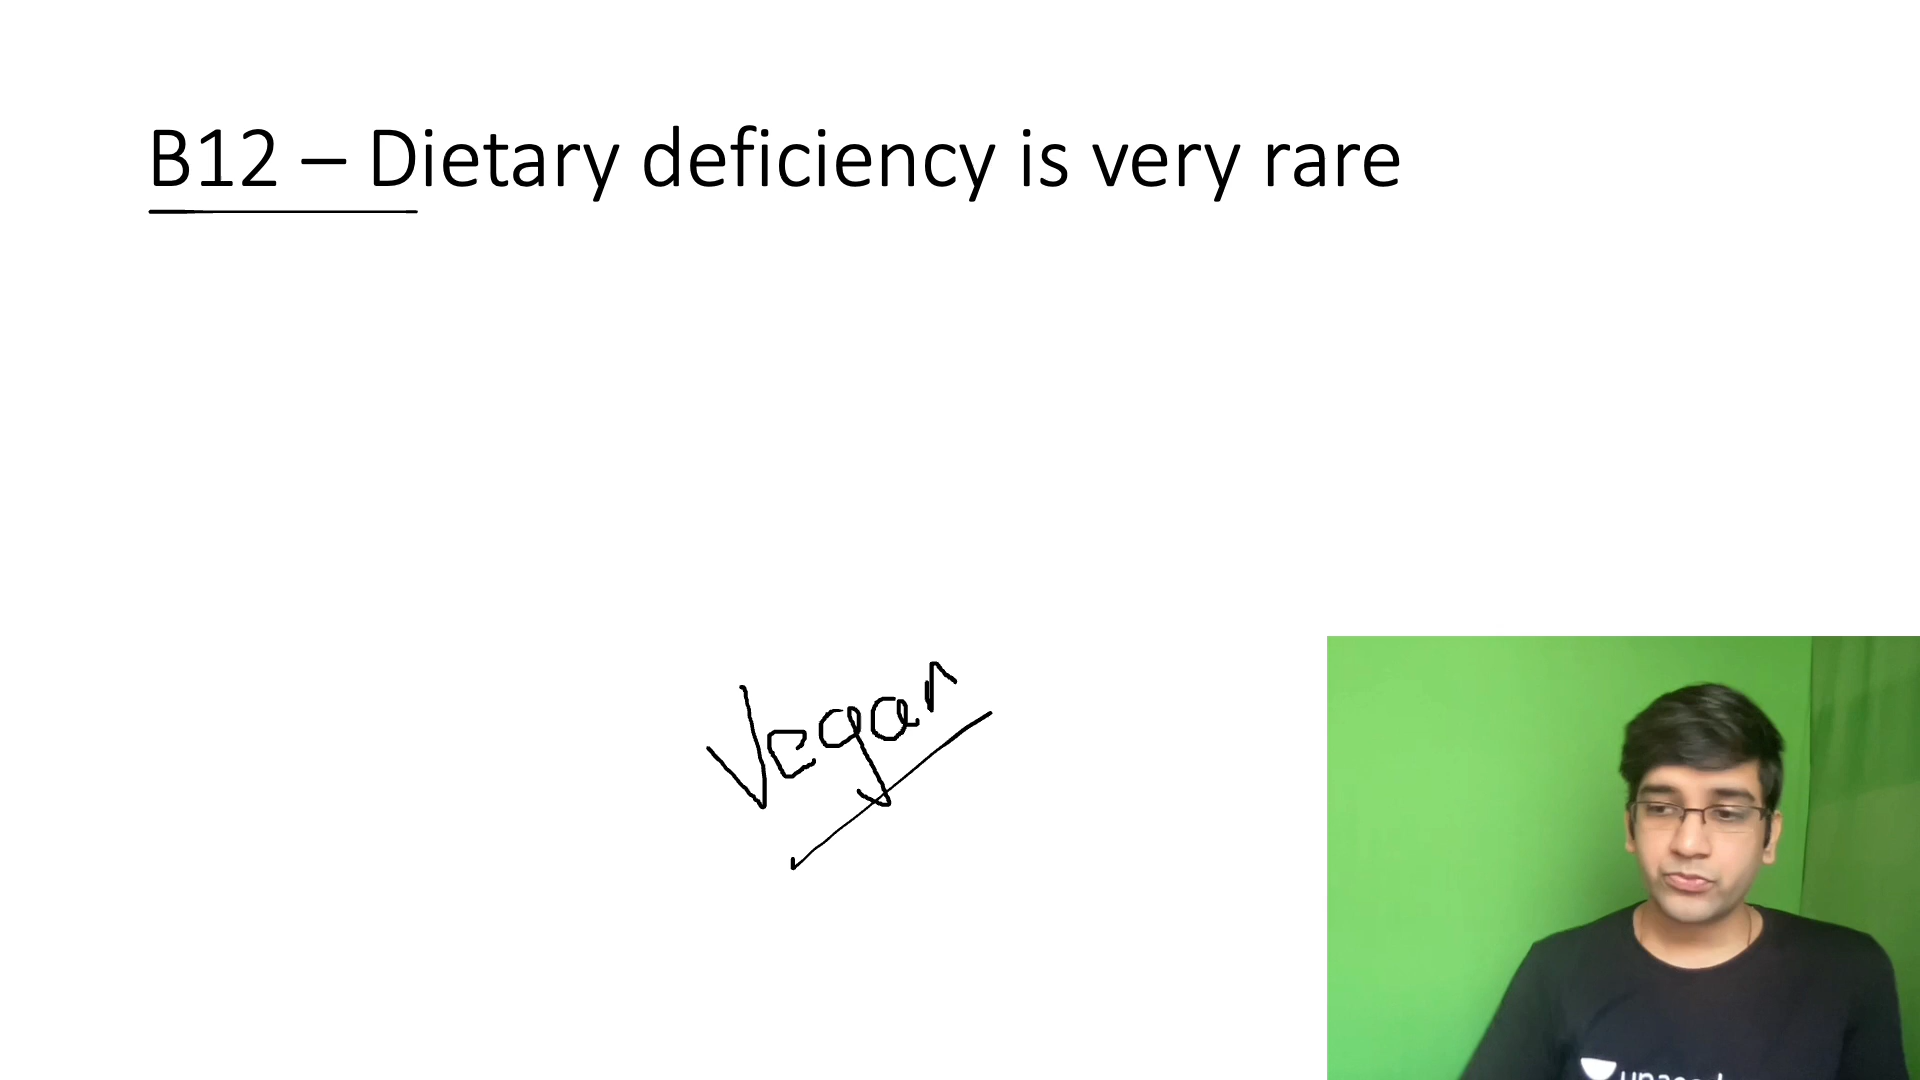 B12 – Dietary deficiency is very rare
Vegan